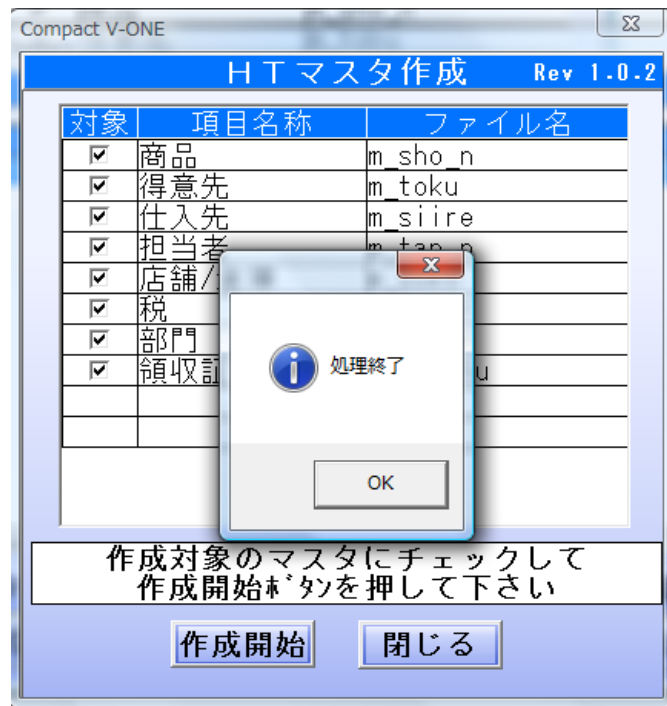 Compact V-ONE
HTマスタ作成 Rev 1.0.2
対象 項目名称 ファイル名
商品 m_sho_n
得意先 m_toku
仕入先 m_siire
担当者 m_tan_n
店舗/
税
部門
領収証 u
処理終了
OK
作成対象のマスタにチェックして
作成開始ﾎﾞﾀﾝを押して下さい
作成開始 閉じる